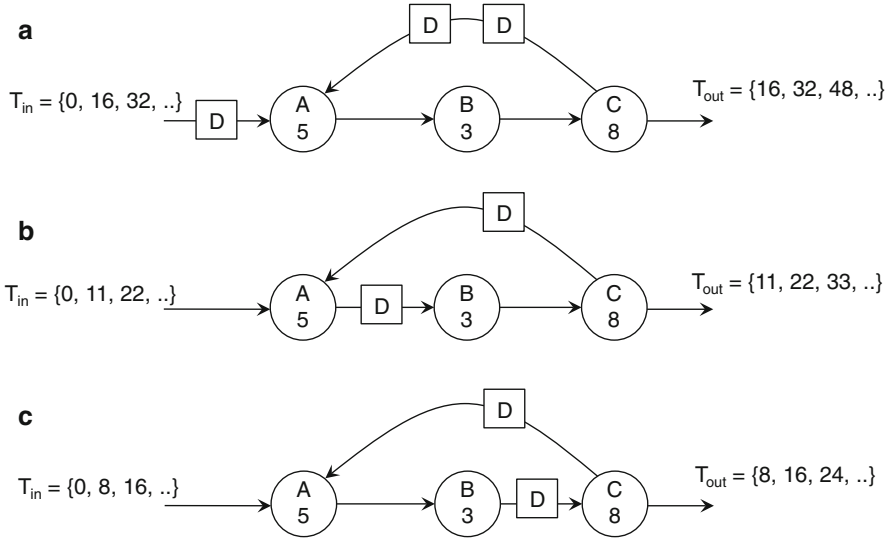 a
D D
T_in = {0, 16, 32, ..}
D
A
5
B
3
C
8
T_out = {16, 32, 48, ..}
b
D
T_in = {0, 11, 22, ..}
A
5
D
B
3
C
8
T_out = {11, 22, 33, ..}
c
D
T_in = {0, 8, 16, ..}
A
5
B
3
D
C
8
T_out = {8, 16, 24, ..}